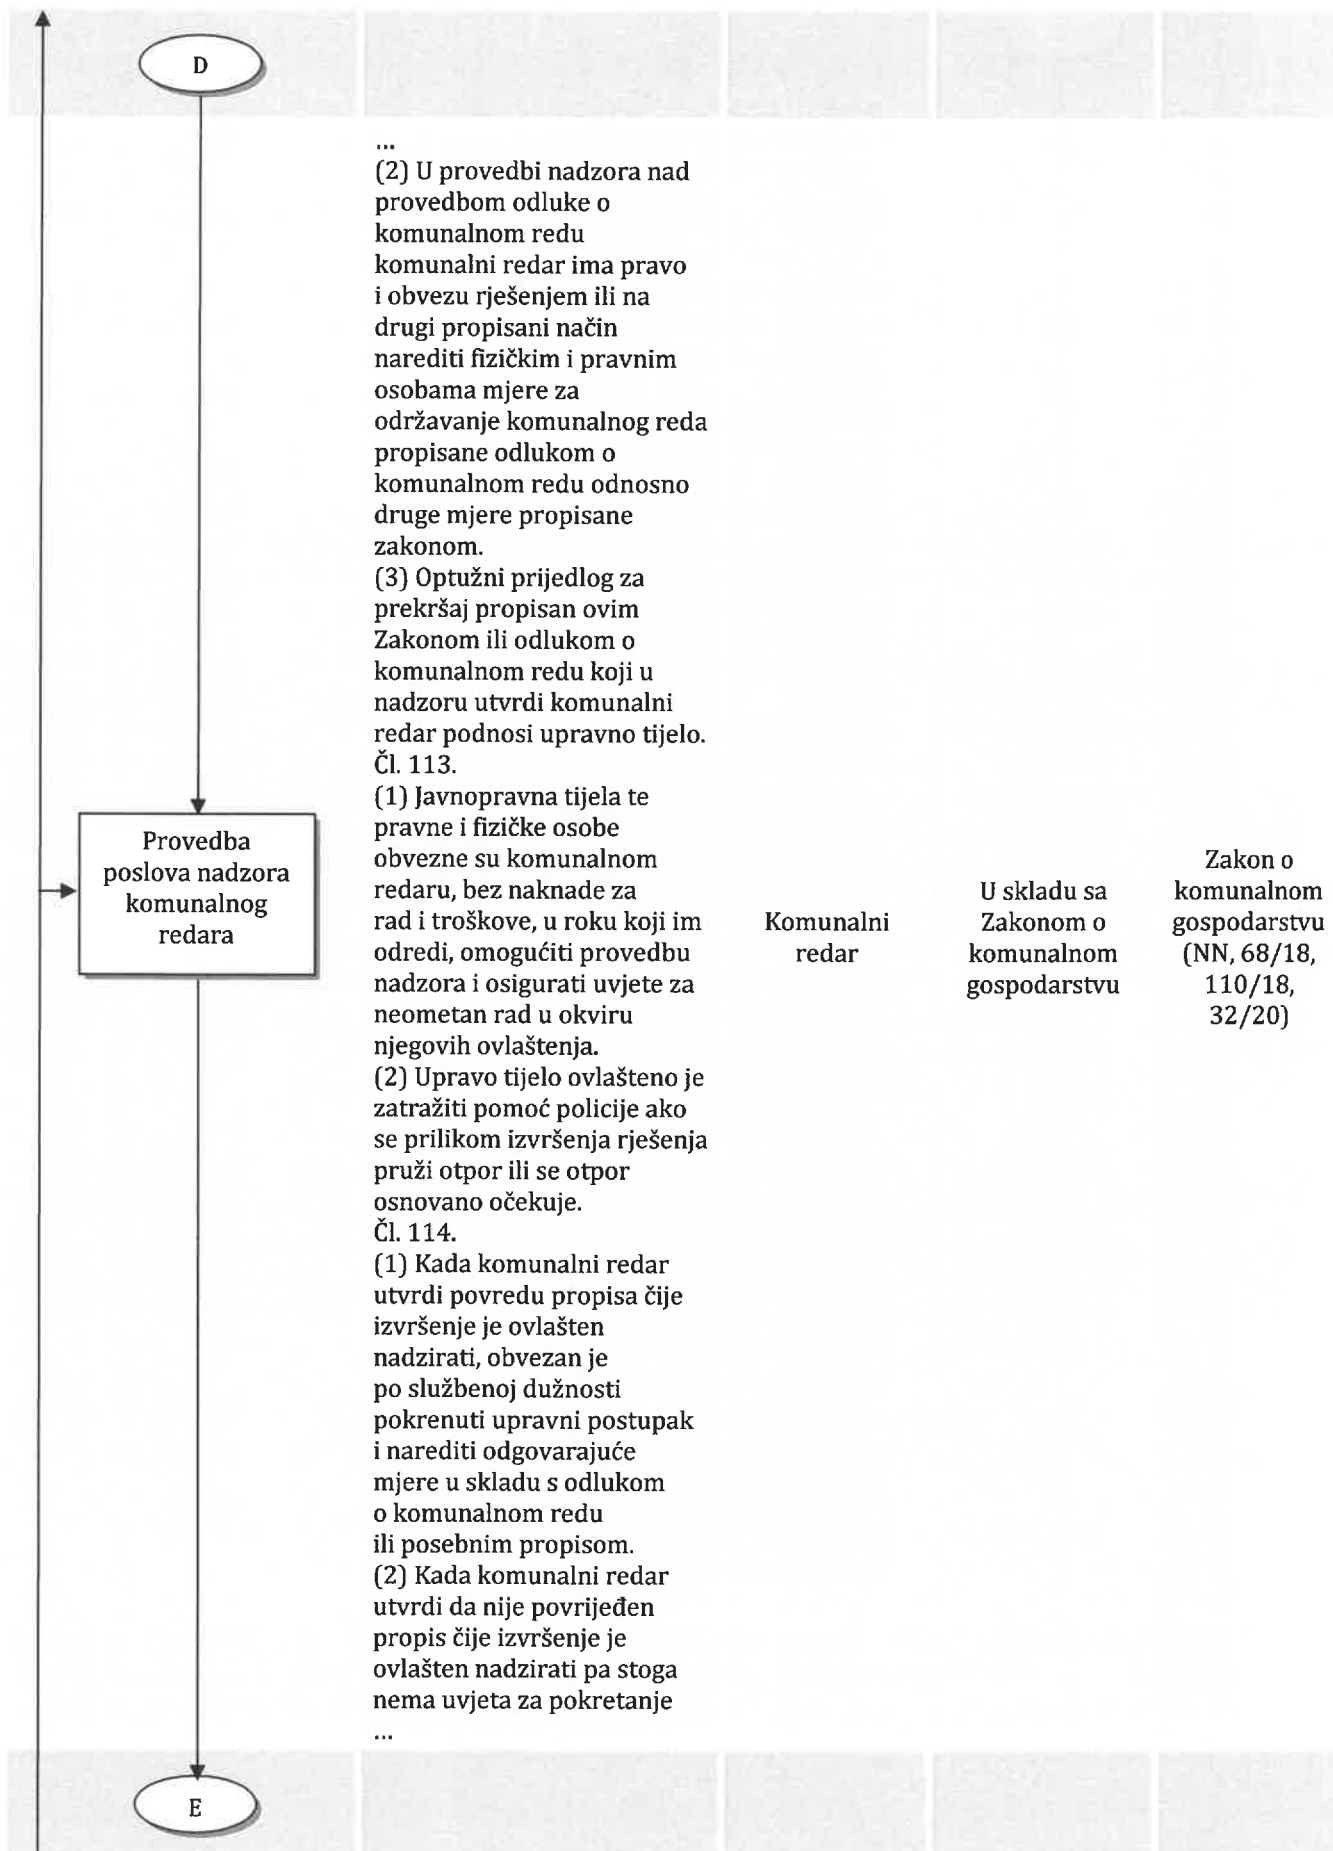 D
...
(2) U provedbi nadzora nad
provedbom odluke o
komunalnom redu
komunalni redar ima pravo
i obvezu rješenjem ili na
drugi propisani način
narediti fizičkim i pravnim
osobama mjere za
održavanje komunalnog reda
propisane odlukom o
komunalnom redu odnosno
druge mjere propisane
zakonom.
(3) Optužni prijedlog za
prekršaj propisan ovim
Zakonom ili odlukom o
komunalnom redu koji u
nadzoru utvrdi komunalni
redar podnosi upravno tijelo.
Čl. 113.
(1) Javnopravna tijela te
pravne i fizičke osobe
obvezne su komunalnom
redaru, bez naknade za
rad i troškove, u roku koji im
odredi, omogućiti provedbu
nadzora i osigurati uvjete za
neometan rad u okviru
njegovih ovlaštenja.
(2) Upravo tijelo ovlašteno je
zatražiti pomoć policije ako
se prilikom izvršenja rješenja
pruži otpor ili se otpor
osnovano očekuje.
Čl. 114.
(1) Kada komunalni redar
utvrdi povredu propisa čije
izvršenje je ovlašten
nadzirati, obvezan je
po službenoj dužnosti
pokrenuti upravni postupak
i narediti odgovarajuće
mjere u skladu s odlukom
o komunalnom redu
ili posebnim propisom.
(2) Kada komunalni redar
utvrdi da nije povrijeđen
propis čije izvršenje je
ovlašten nadzirati pa stoga
nema uvjeta za pokretanje
...
Provedba
poslova nadzora
komunalnog
redara
Komunalni
redar
U skladu sa
Zakonom o
komunalnom
gospodarstvu
Zakon o
komunalnom
gospodarstvu
(NN, 68/18,
110/18,
32/20)
E